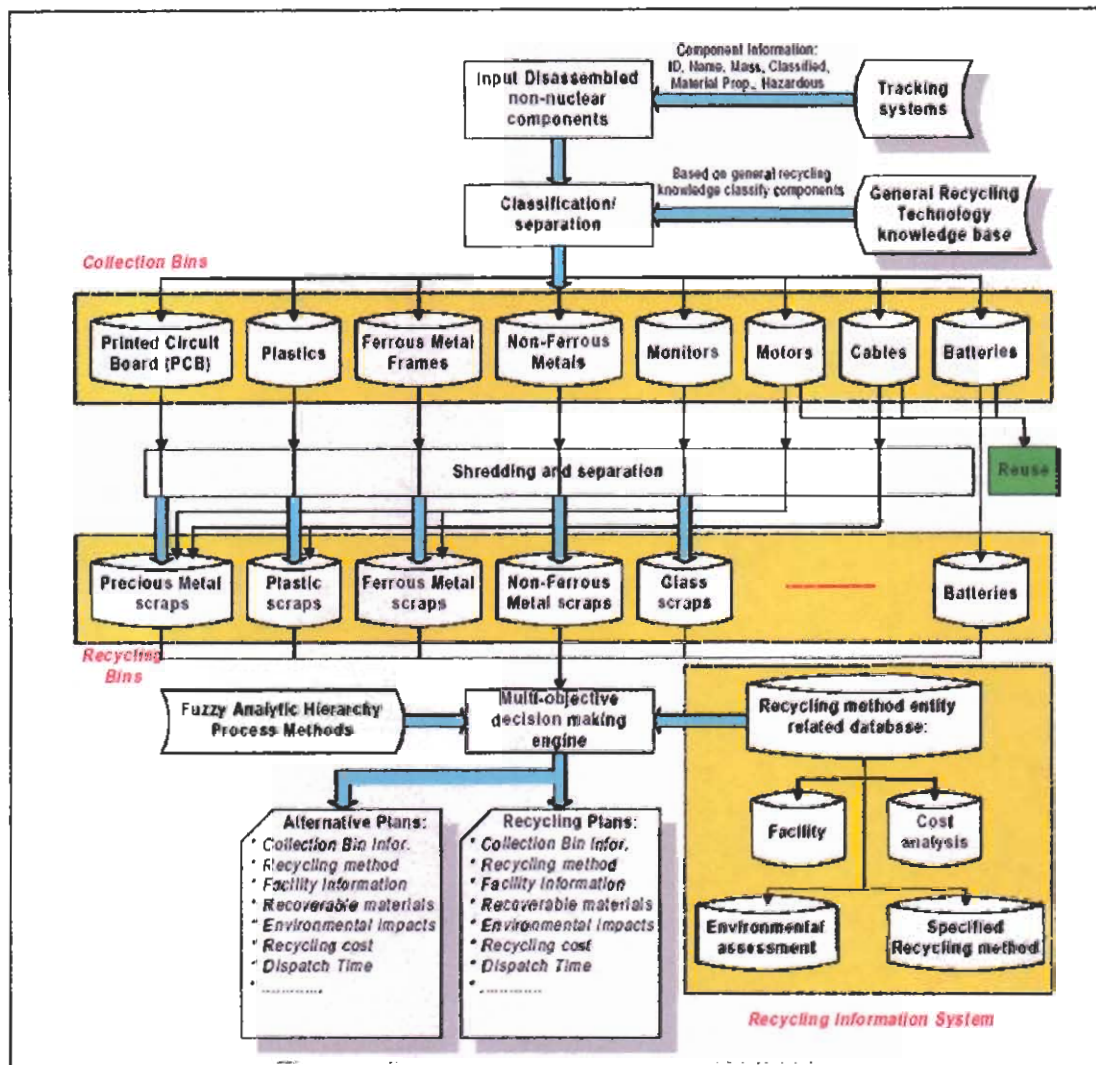 Component Information:
ID, Name, Mass, Classified,
Material Prop., Hazardous
Input Disassembled
non-nuclear
components
Tracking
systems
Based on general recycling
knowledge classify components
Classification/
separation
General Recycling
Technology
knowledge base
Collection Bins
Printed Circuit
Board (PCB)
Plastics
Ferrous Metal
Frames
Non-Ferrous
Metals
Monitors
Motors
Cables
Batteries
Shredding and separation
Reuse
Precious Metal
scraps
Plastic
scraps
Ferrous Metal
scraps
Non-Ferrous
Metal scraps
Glass
scraps
Batteries
Recycling
Bins
Fuzzy Analytic Hierarchy
Process Methods
Multi-objective
decision making
engine
Recycling method entity
related database:
Facility
Cost
analysis
Environmental
assessment
Specified
Recycling method
Recycling Information System
Alternative Plans:
* Collection Bin Infor.
* Recycling method
* Facility Information
* Recoverable materials
* Environmental impacts
* Recycling cost
* Dispatch Time
* ............
Recycling Plans:
* Collection Bin Infor.
* Recycling method
* Facility Information
* Recoverable materials
* Environmental impacts
* Recycling cost
* Dispatch Time
* ............